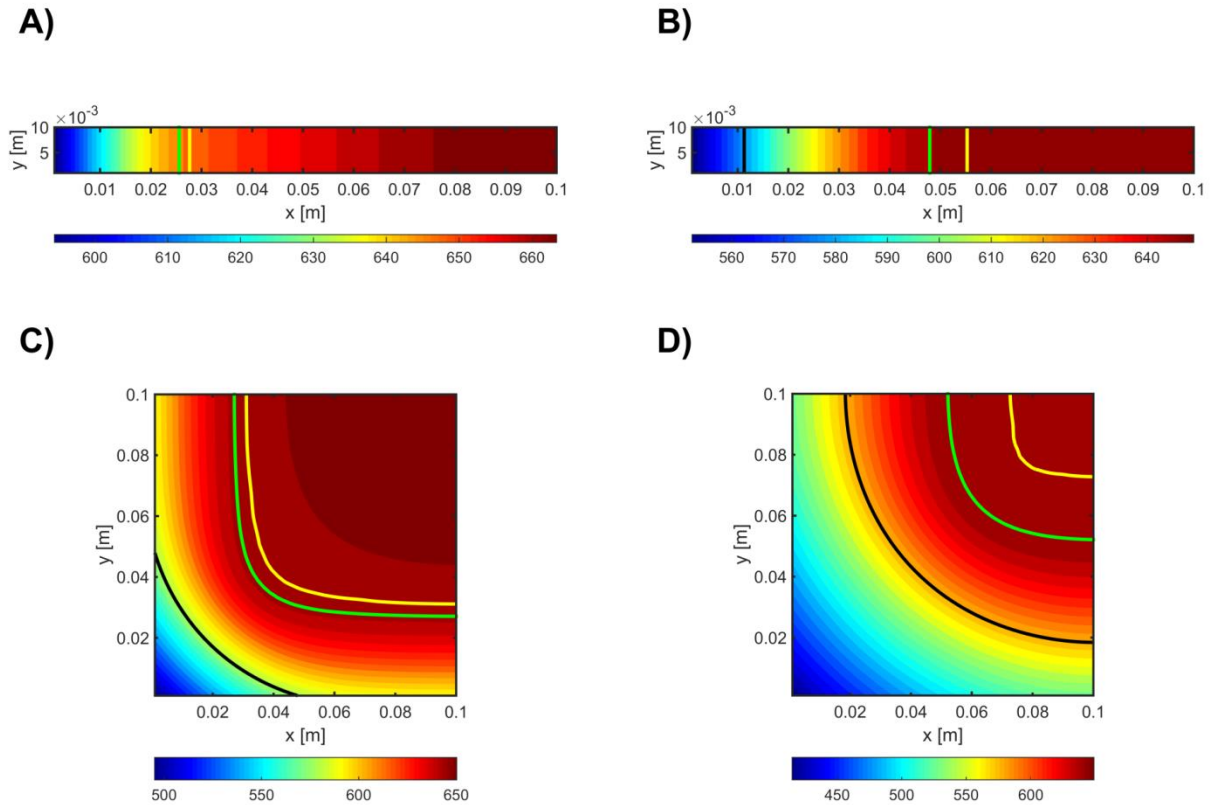 A)
B)
× 10⁻³
10
5
y [m]
0.01 0.02 0.03 0.04 0.05 0.06 0.07 0.08 0.09 0.1
x [m]
600 610 620 630 640 650 660
× 10⁻³
10
5
y [m]
0.01 0.02 0.03 0.04 0.05 0.06 0.07 0.08 0.09 0.1
x [m]
560 570 580 590 600 610 620 630 640
C)
D)
0.1
0.08
0.06
0.04
0.02
y [m]
0.02 0.04 0.06 0.08 0.1
x [m]
500 550 600 650
0.1
0.08
0.06
0.04
0.02
y [m]
0.02 0.04 0.06 0.08 0.1
x [m]
450 500 550 600